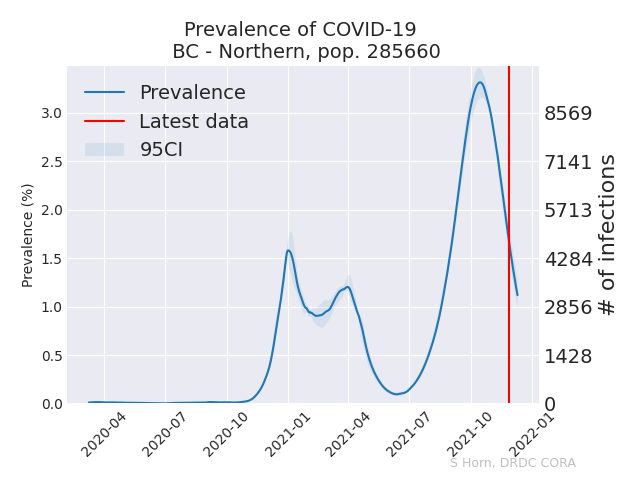 Prevalence of COVID-19
BC - Northern, pop. 285660
Prevalence
Latest data
95CI
Prevalence (%)
3.0
2.5
2.0
1.5
1.0
0.5
0.0
8569
7141
5713
4284
2856
1428
0
# of infections
2020-04
2020-07
2020-10
2021-01
2021-04
2021-07
2021-10
2022-01
S Horn, DRDC CORA